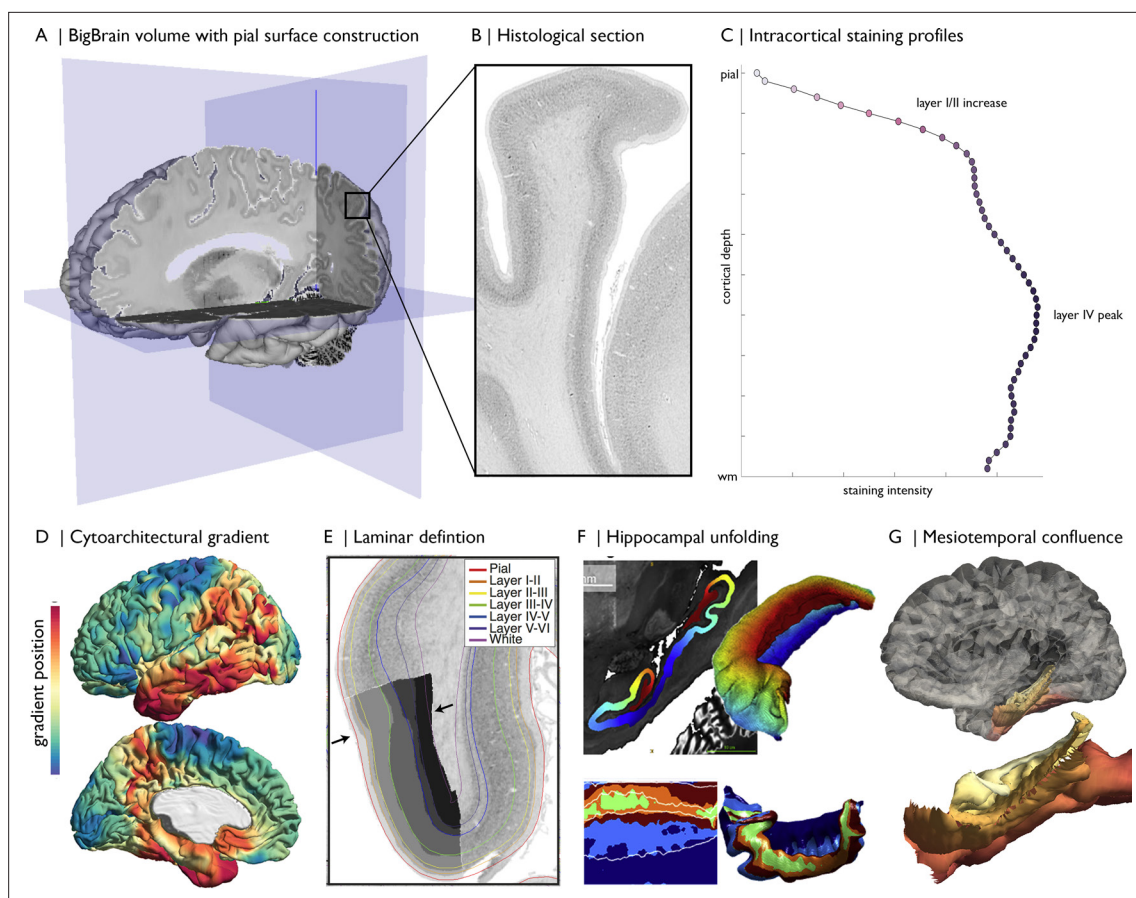 A | BigBrain volume with pial surface construction
B | Histological section
C | Intracortical staining profiles
pial
layer I/II increase
cortical depth
layer IV peak
wm
staining intensity
D | Cytoarchitectural gradient
gradient position
E | Laminar defintion
Pial
Layer I-II
Layer II-III
Layer III-IV
Layer IV-V
Layer V-VI
White
F | Hippocampal unfolding
G | Mesiotemporal confluence